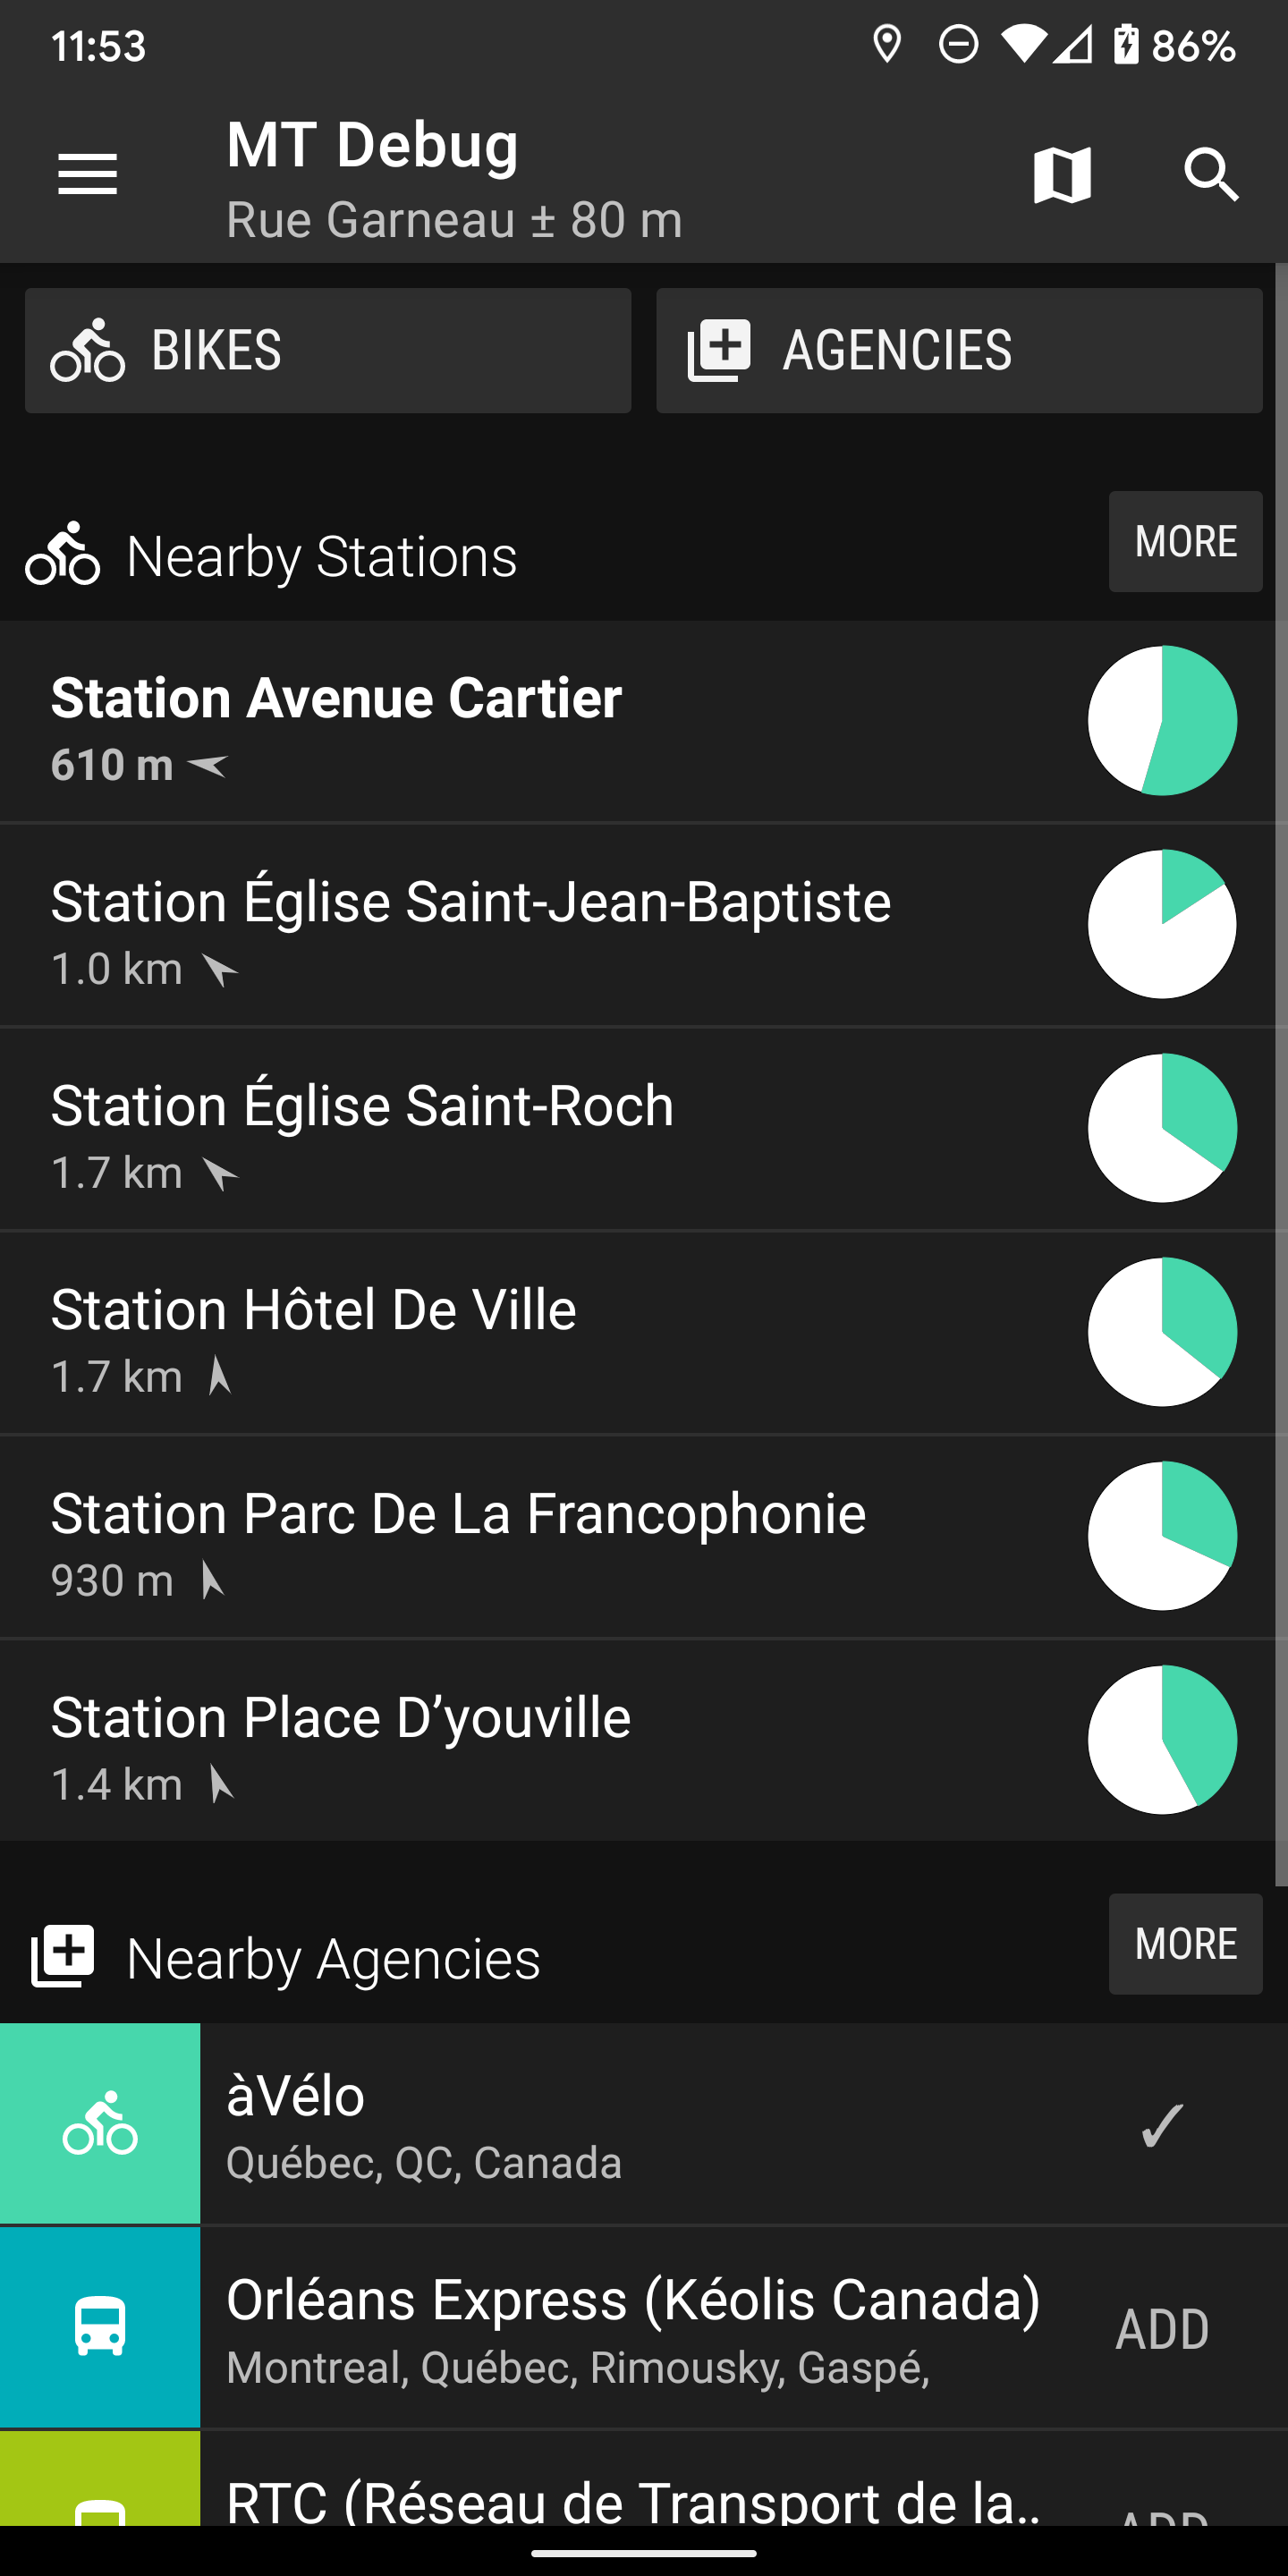 11:53
86%
MT Debug
Rue Garneau ± 80 m
BIKES
AGENCIES
Nearby Stations
MORE
Station Avenue Cartier
610 m
Station Église Saint-Jean-Baptiste
1.0 km
Station Église Saint-Roch
1.7 km
Station Hôtel De Ville
1.7 km
Station Parc De La Francophonie
930 m
Station Place D’youville
1.4 km
Nearby Agencies
MORE
àVélo
Québec, QC, Canada
Orléans Express (Kéolis Canada)
Montreal, Québec, Rimousky, Gaspé,
ADD
RTC (Réseau de Transport de la..
ADD